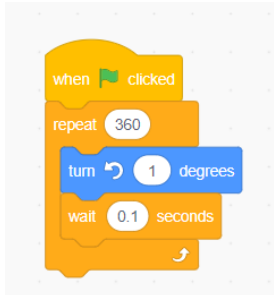 when clicked
repeat 360
turn 1 degrees
wait 0.1 seconds